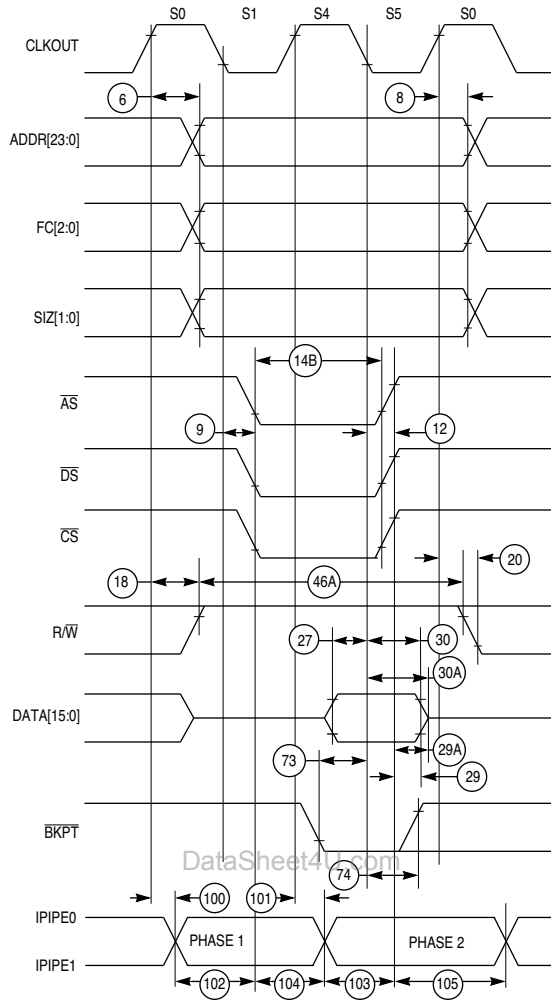 S0 S1 S4 S5 S0
CLKOUT
6 8
ADDR[23:0]
FC[2:0]
SIZ[1:0]
14B
AS
9 12
DS
CS
20
18 46A
R/W
27 30
30A
DATA[15:0]
29A
73 29
BKPT
DataSheet4U.com
74
100 101
IPIPE0
PHASE 1 PHASE 2
IPIPE1
102 104 103 105